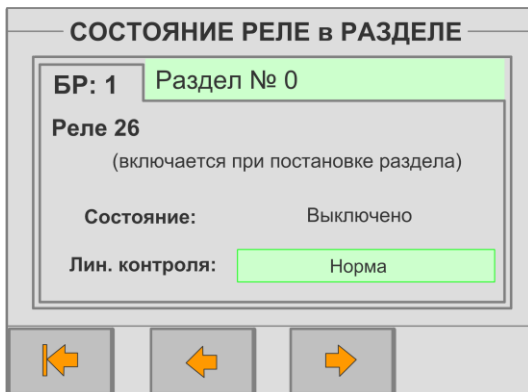 СОСТОЯНИЕ РЕЛЕ в РАЗДЕЛЕ
БР: 1 Раздел № 0
Реле 26
(включается при постановке раздела)
Состояние: Выключено
Лин. контроля: Норма